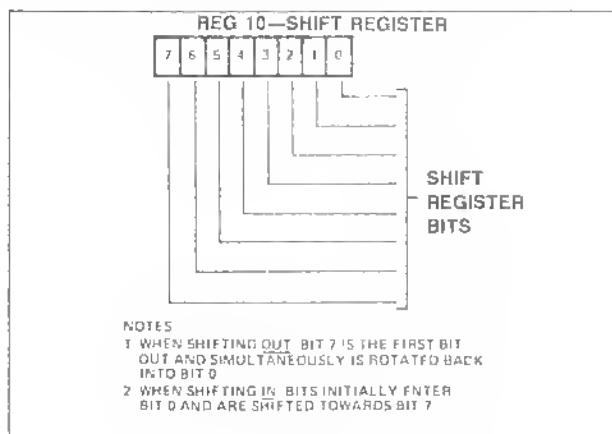 REG 10—SHIFT REGISTER
7 6 5 4 3 2 1 0
SHIFT
REGISTER
BITS
NOTES
1 WHEN SHIFTING OUT BIT 7 IS THE FIRST BIT
OUT AND SIMULTANEOUSLY IS ROTATED BACK
INTO BIT 0
2 WHEN SHIFTING IN BITS INITIALLY ENTER
BIT 0 AND ARE SHIFTED TOWARDS BIT 7